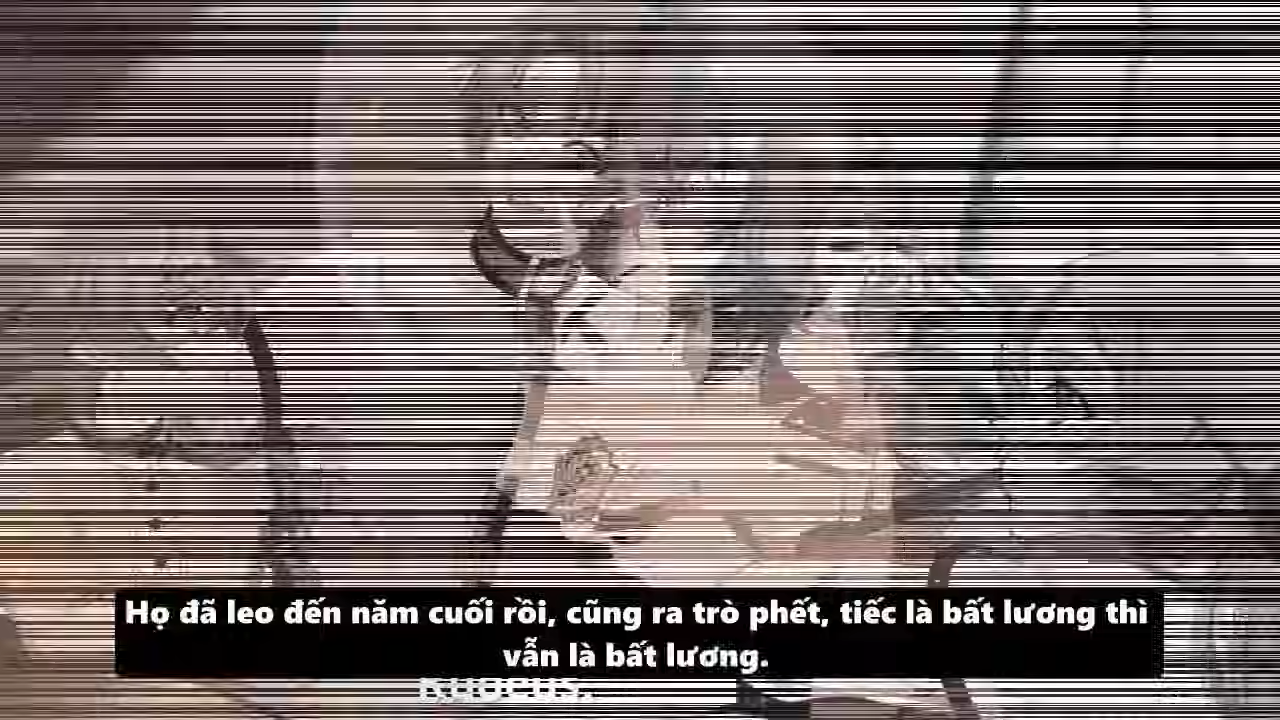 Họ đã leo đến năm cuối rồi, cũng ra trò phết, tiếc là bất lương thì
vẫn là bất lương.